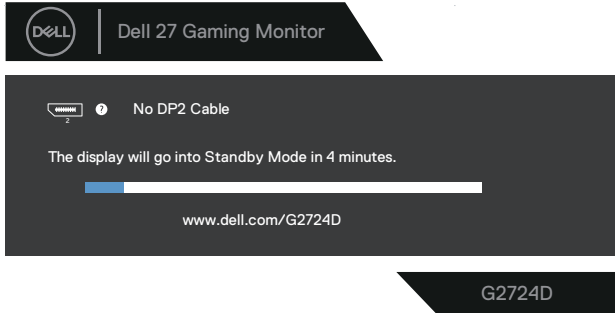 DELL
Dell 27 Gaming Monitor
? No DP2 Cable
2
The display will go into Standby Mode in 4 minutes.
www.dell.com/G2724D
G2724D